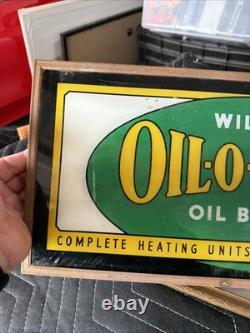 WIL
OIL-O-
OIL B
COMPLETE HEATING UNITS